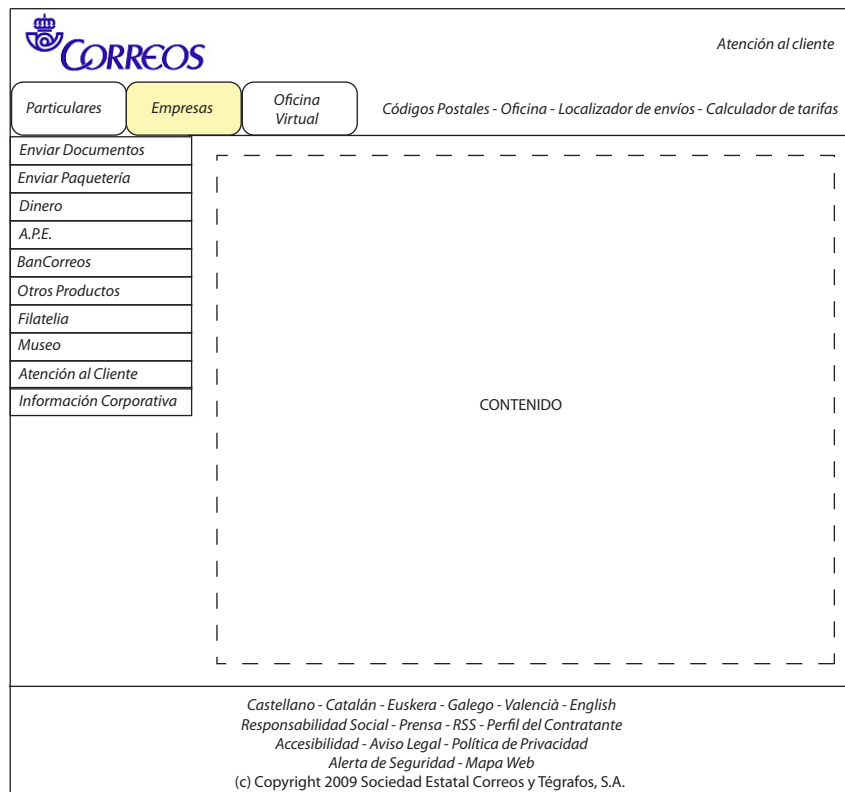 CORREOS
Atención al cliente
Particulares
Empresas
Oficina
Virtual
Códigos Postales - Oficina - Localizador de envíos - Calculador de tarifas
Enviar Documentos
Enviar Paquetería
Dinero
A.P.E.
BanCorreos
Otros Productos
Filatelia
Museo
Atención al Cliente
Información Corporativa
CONTENIDO
Castellano - Catalán - Euskera - Galego - Valencià - English
Responsabilidad Social - Prensa - RSS - Perfil del Contratante
Accesibilidad - Aviso Legal - Política de Privacidad
Alerta de Seguridad - Mapa Web
(c) Copyright 2009 Sociedad Estatal Correos y Tégrafos, S.A.